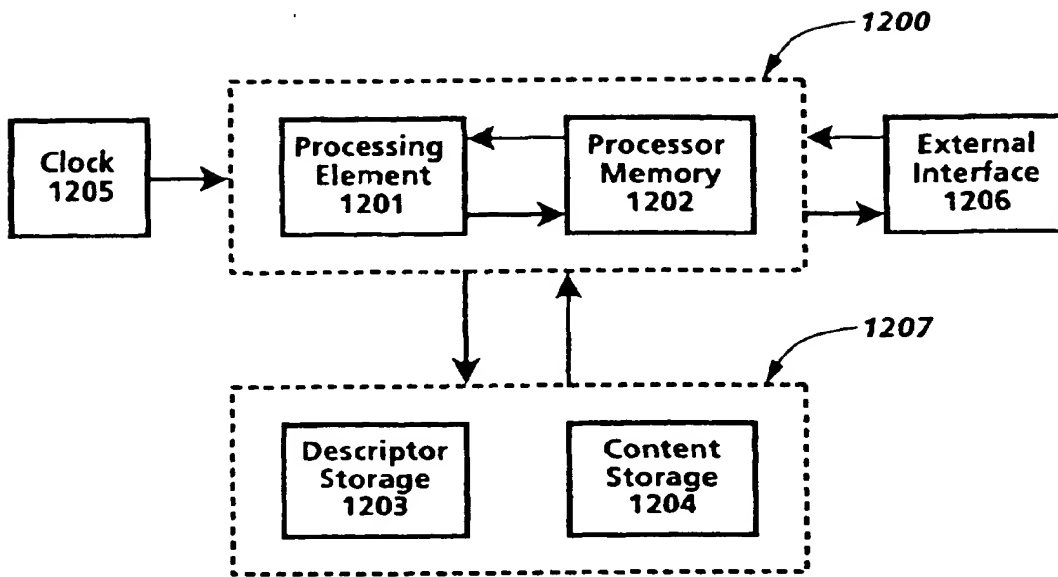 1200
Clock
1205
Processing
Element
1201
Processor
Memory
1202
External
Interface
1206
1207
Descriptor
Storage
1203
Content
Storage
1204